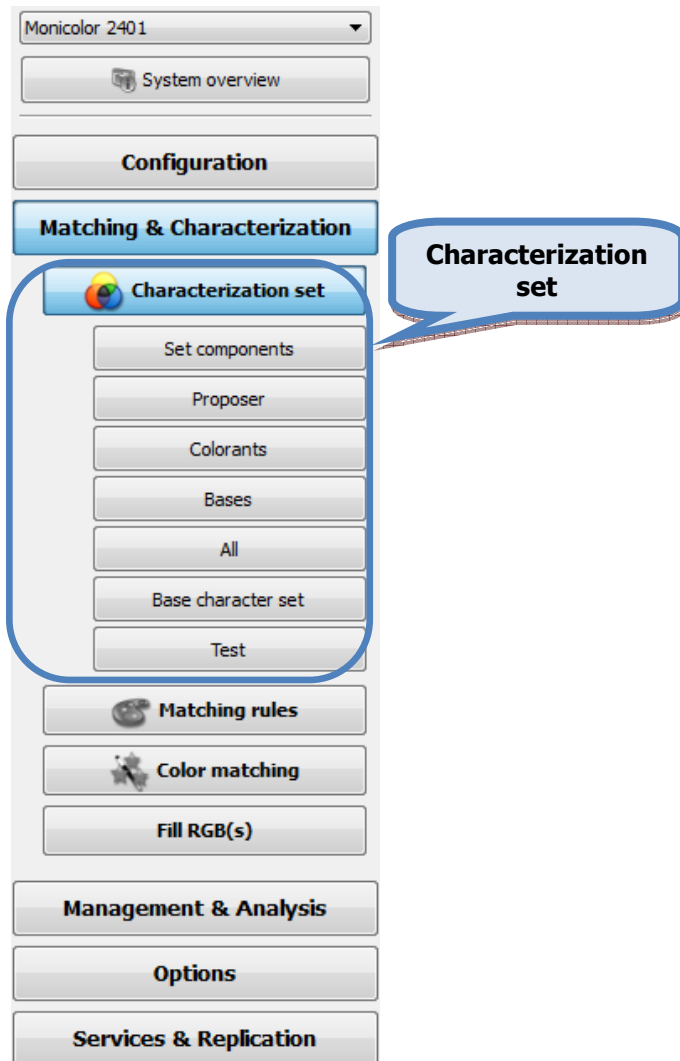 Monicolor 2401
System overview
Configuration
Matching & Characterization
Characterization set
Characterization
set
Set components
Proposer
Colorants
Bases
All
Base character set
Test
Matching rules
Color matching
Fill RGB(s)
Management & Analysis
Options
Services & Replication